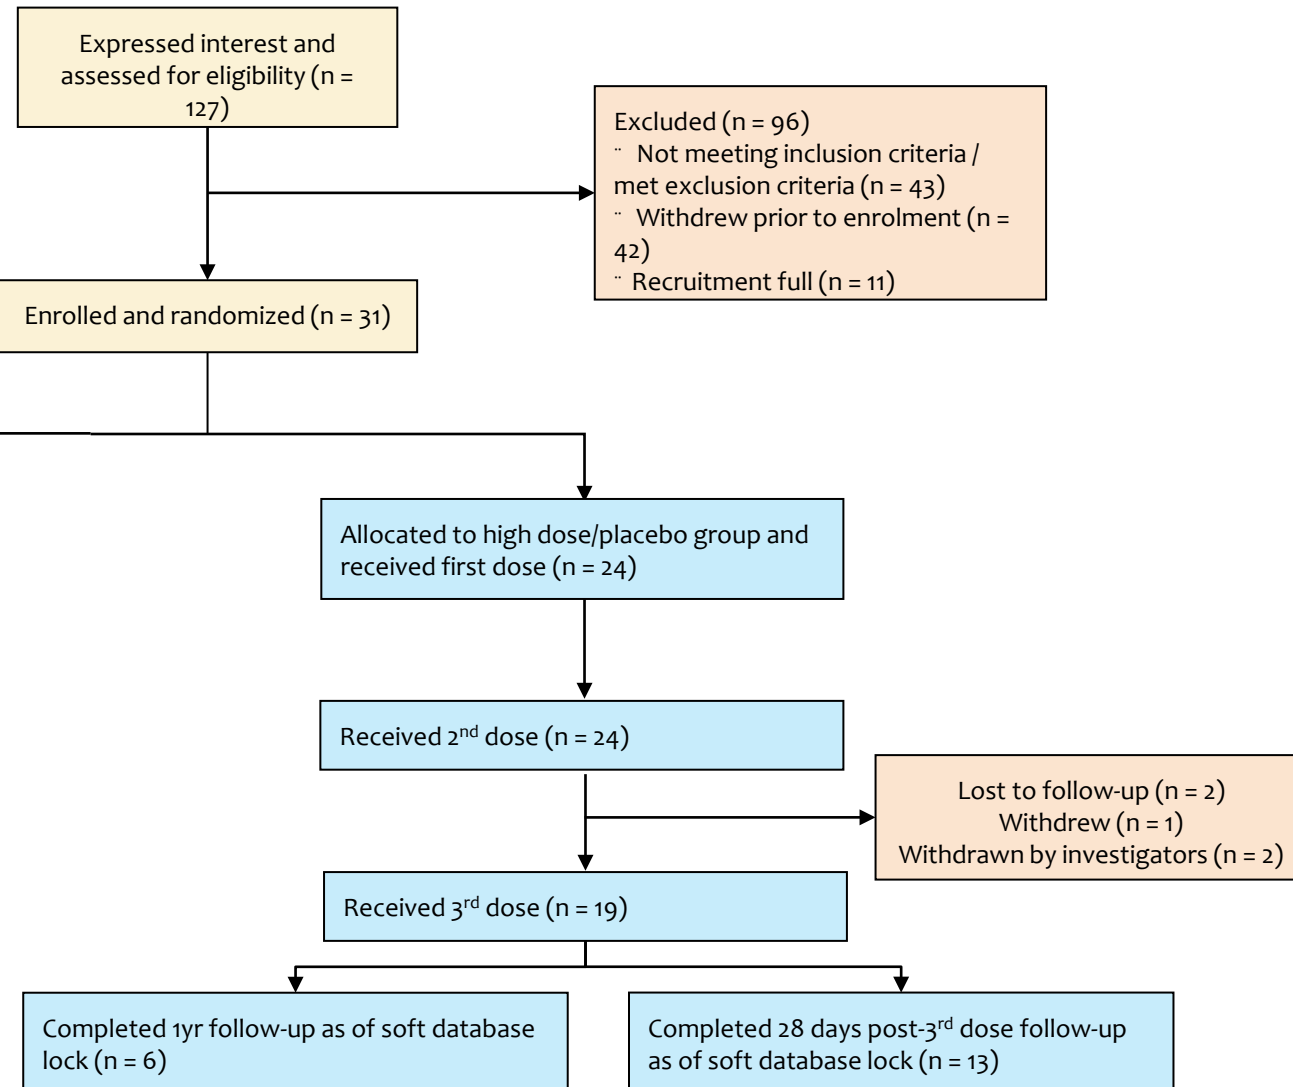 Expressed interest and
assessed for eligibility (n =
127)
Excluded (n = 96)
¨ Not meeting inclusion criteria /
met exclusion criteria (n = 43)
¨ Withdrew prior to enrolment (n =
42)
¨ Recruitment full (n = 11)
Enrolled and randomized (n = 31)
Allocated to high dose/placebo group and
received first dose (n = 24)
Received 2nd dose (n = 24)
Lost to follow-up (n = 2)
Withdrew (n = 1)
Withdrawn by investigators (n = 2)
Received 3rd dose (n = 19)
Completed 1yr follow-up as of soft database
lock (n = 6)
Completed 28 days post-3rd dose follow-up
as of soft database lock (n = 13)